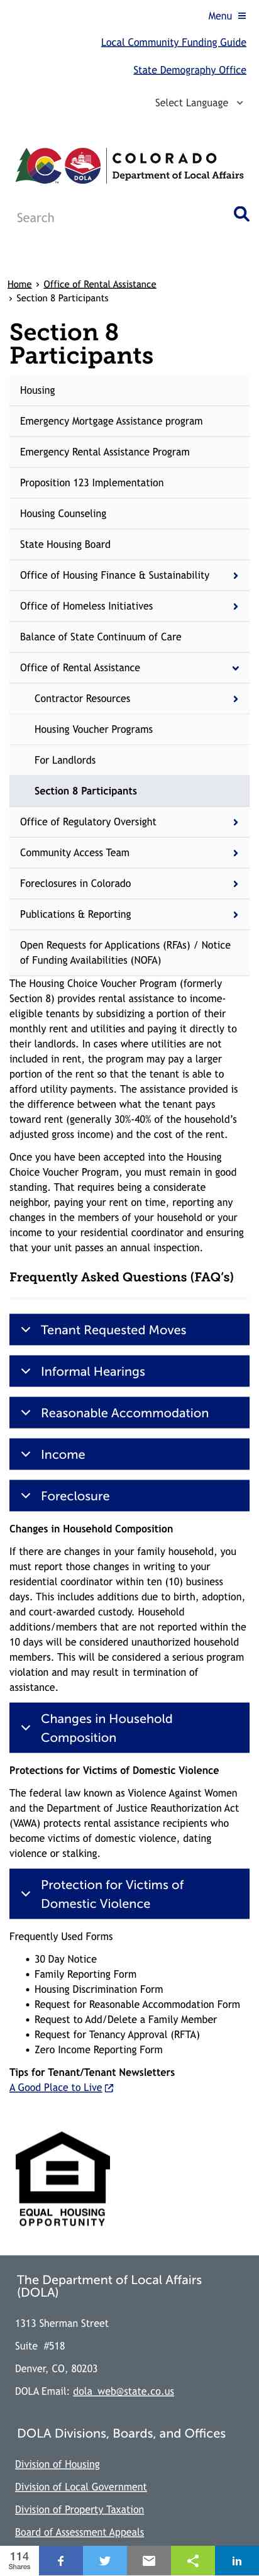 Menu
Local Community Funding Guide
State Demography Office
Select Language
COLORADO
Department of Local Affairs
DOLA
Search
Home › Office of Rental Assistance
› Section 8 Participants
Section 8
Participants
Housing
Emergency Mortgage Assistance program
Emergency Rental Assistance Program
Proposition 123 Implementation
Housing Counseling
State Housing Board
Office of Housing Finance & Sustainability
Office of Homeless Initiatives
Balance of State Continuum of Care
Office of Rental Assistance
Contractor Resources
Housing Voucher Programs
For Landlords
Section 8 Participants
Office of Regulatory Oversight
Community Access Team
Foreclosures in Colorado
Publications & Reporting
Open Requests for Applications (RFAs) / Notice
of Funding Availabilities (NOFA)
The Housing Choice Voucher Program (formerly
Section 8) provides rental assistance to income-
eligible tenants by subsidizing a portion of their
monthly rent and utilities and paying it directly to
their landlords. In cases where utilities are not
included in rent, the program may pay a larger
portion of the rent so that the tenant is able to
afford utility payments. The assistance provided is
the difference between what the tenant pays
toward rent (generally 30%-40% of the household’s
adjusted gross income) and the cost of the rent.
Once you have been accepted into the Housing
Choice Voucher Program, you must remain in good
standing. That requires being a considerate
neighbor, paying your rent on time, reporting any
changes in the members of your household or your
income to your residential coordinator and ensuring
that your unit passes an annual inspection.
Frequently Asked Questions (FAQ’s)
Tenant Requested Moves
Informal Hearings
Reasonable Accommodation
Income
Foreclosure
Changes in Household Composition
If there are changes in your family household, you
must report those changes in writing to your
residential coordinator within ten (10) business
days. This includes additions due to birth, adoption,
and court-awarded custody. Household
additions/members that are not reported within the
10 days will be considered unauthorized household
members. This will be considered a serious program
violation and may result in termination of
assistance.
Changes in Household
Composition
Protections for Victims of Domestic Violence
The federal law known as Violence Against Women
and the Department of Justice Reauthorization Act
(VAWA) protects rental assistance recipients who
become victims of domestic violence, dating
violence or stalking.
Protection for Victims of
Domestic Violence
Frequently Used Forms
• 30 Day Notice
• Family Reporting Form
• Housing Discrimination Form
• Request for Reasonable Accommodation Form
• Request to Add/Delete a Family Member
• Request for Tenancy Approval (RFTA)
• Zero Income Reporting Form
Tips for Tenant/Tenant Newsletters
A Good Place to Live
EQUAL HOUSING
OPPORTUNITY
The Department of Local Affairs
(DOLA)
1313 Sherman Street
Suite #518
Denver, CO, 80203
DOLA Email: dola_web@state.co.us
DOLA Divisions, Boards, and Offices
Division of Housing
Division of Local Government
Division of Property Taxation
Board of Assessment Appeals
114
Shares